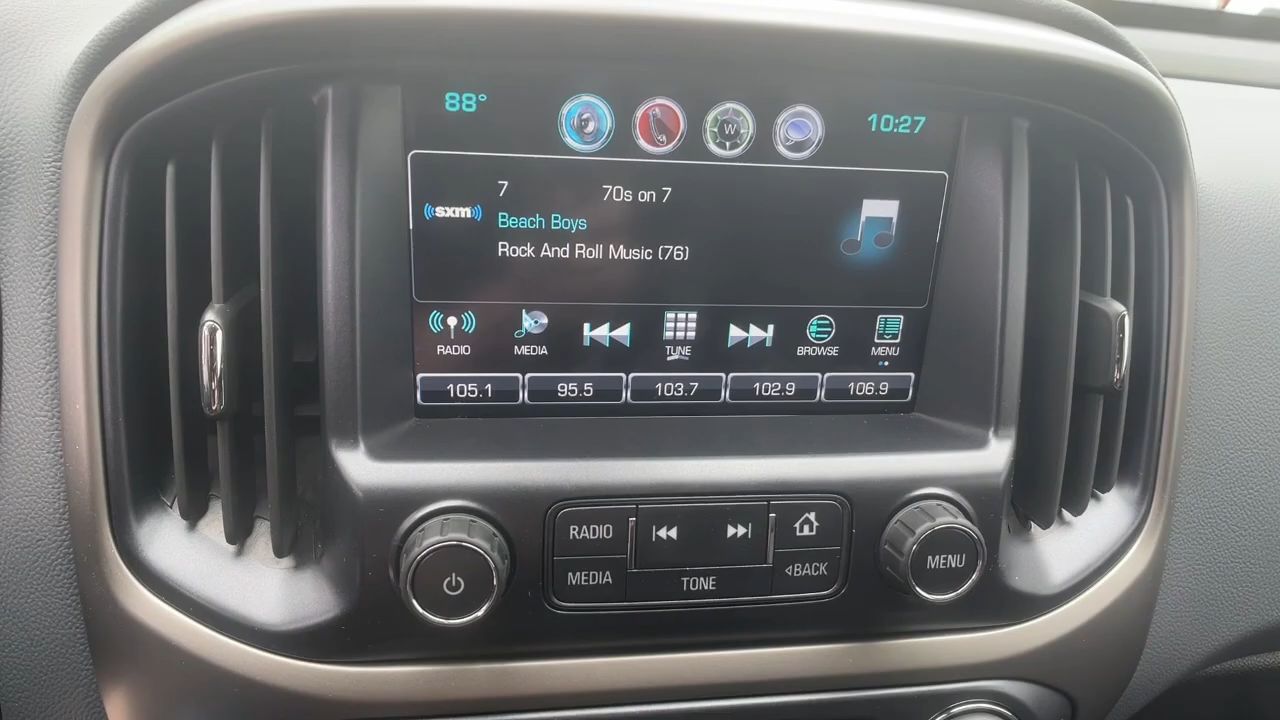 88°
W
10:27
7 70s on 7
((sxm))
Beach Boys
Rock And Roll Music (76)
RADIO
MEDIA
TUNE
BROWSE
MENU
105.1
95.5
103.7
102.9
106.9
RADIO
MEDIA
TONE
BACK
MENU